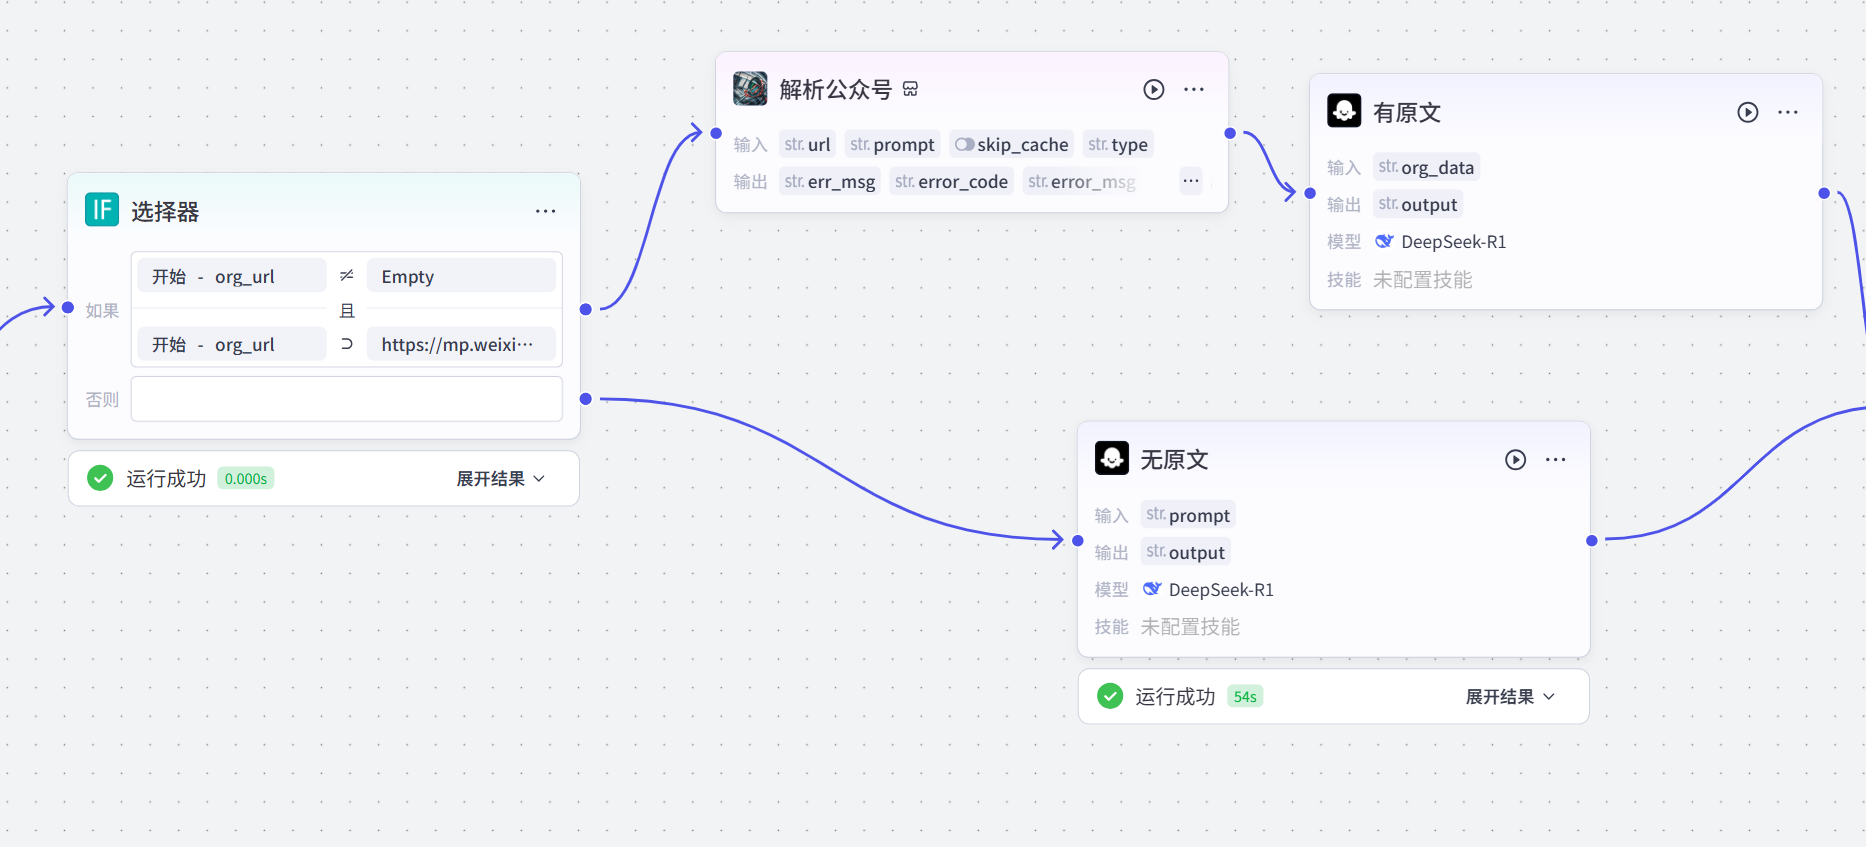 IF 选择器
如果
开始 - org_url ≠ Empty
且
开始 - org_url ⊃ https://mp.weixi···
否则
运行成功 0.000s 展开结果
解析公众号
输入 str. url str. prompt skip_cache str. type
输出 str. err_msg str. error_code str. error_msg ···
有原文
输入 str. org_data
输出 str. output
模型 DeepSeek-R1
技能 未配置技能
无原文
输入 str. prompt
输出 str. output
模型 DeepSeek-R1
技能 未配置技能
运行成功 54s 展开结果